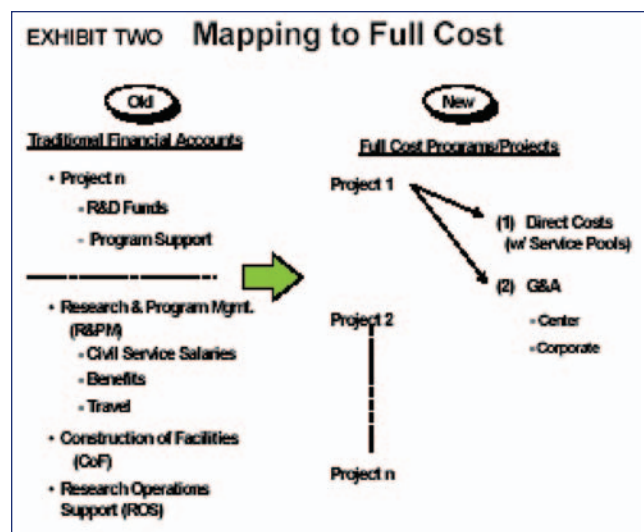 EXHIBIT TWO Mapping to Full Cost
Old
Traditional Financial Accounts
• Project n
- R&D Funds
- Program Support
• Research & Program Mgmt.
(R&PM)
- Civil Service Salaries
- Benefits
- Travel
• Construction of Facilities
(CoF)
• Research Operations
Support (ROS)
New
Full Cost Programs/Projects
Project 1
(1) Direct Costs
(w/ Service Pools)
(2) G&A
- Center
- Corporate
Project 2
Project n